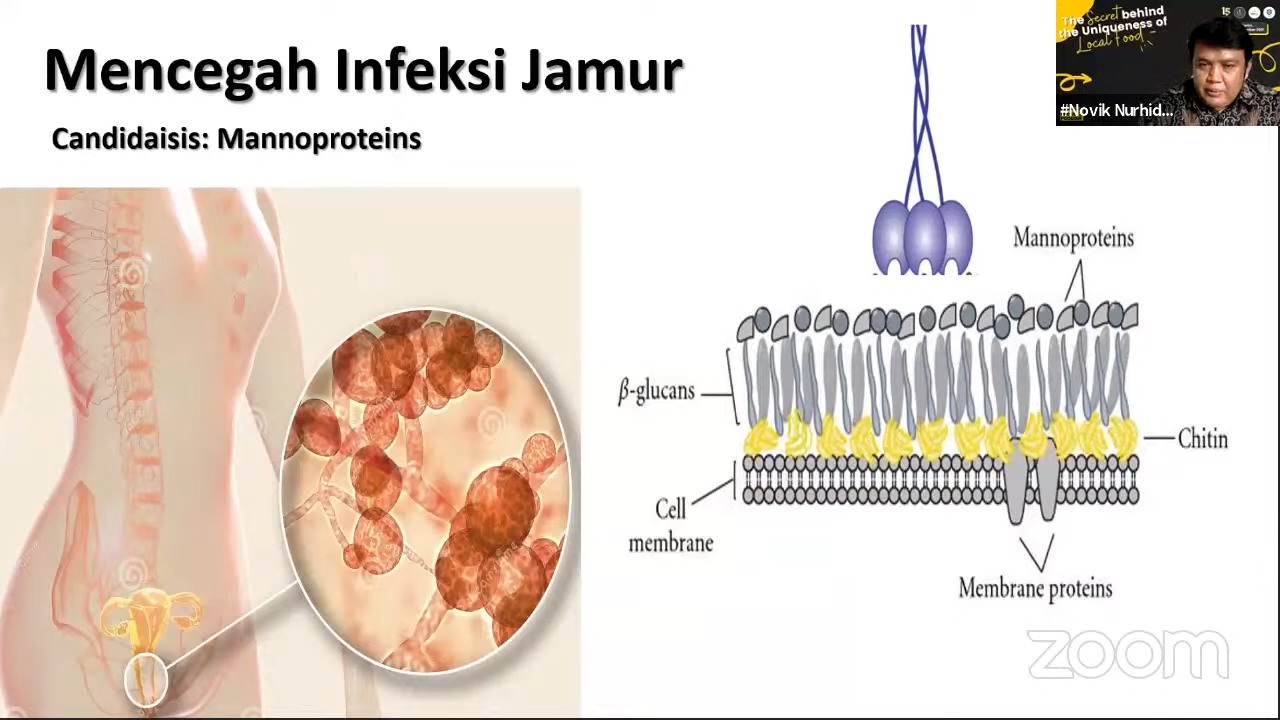 Mencegah Infeksi Jamur
Candidaisis: Mannoproteins
The Secret behind
the Uniqueness of
Local Food
#Novik Nurhid...
Mannoproteins
β-glucans
Chitin
Cell
membrane
Membrane proteins
zoom